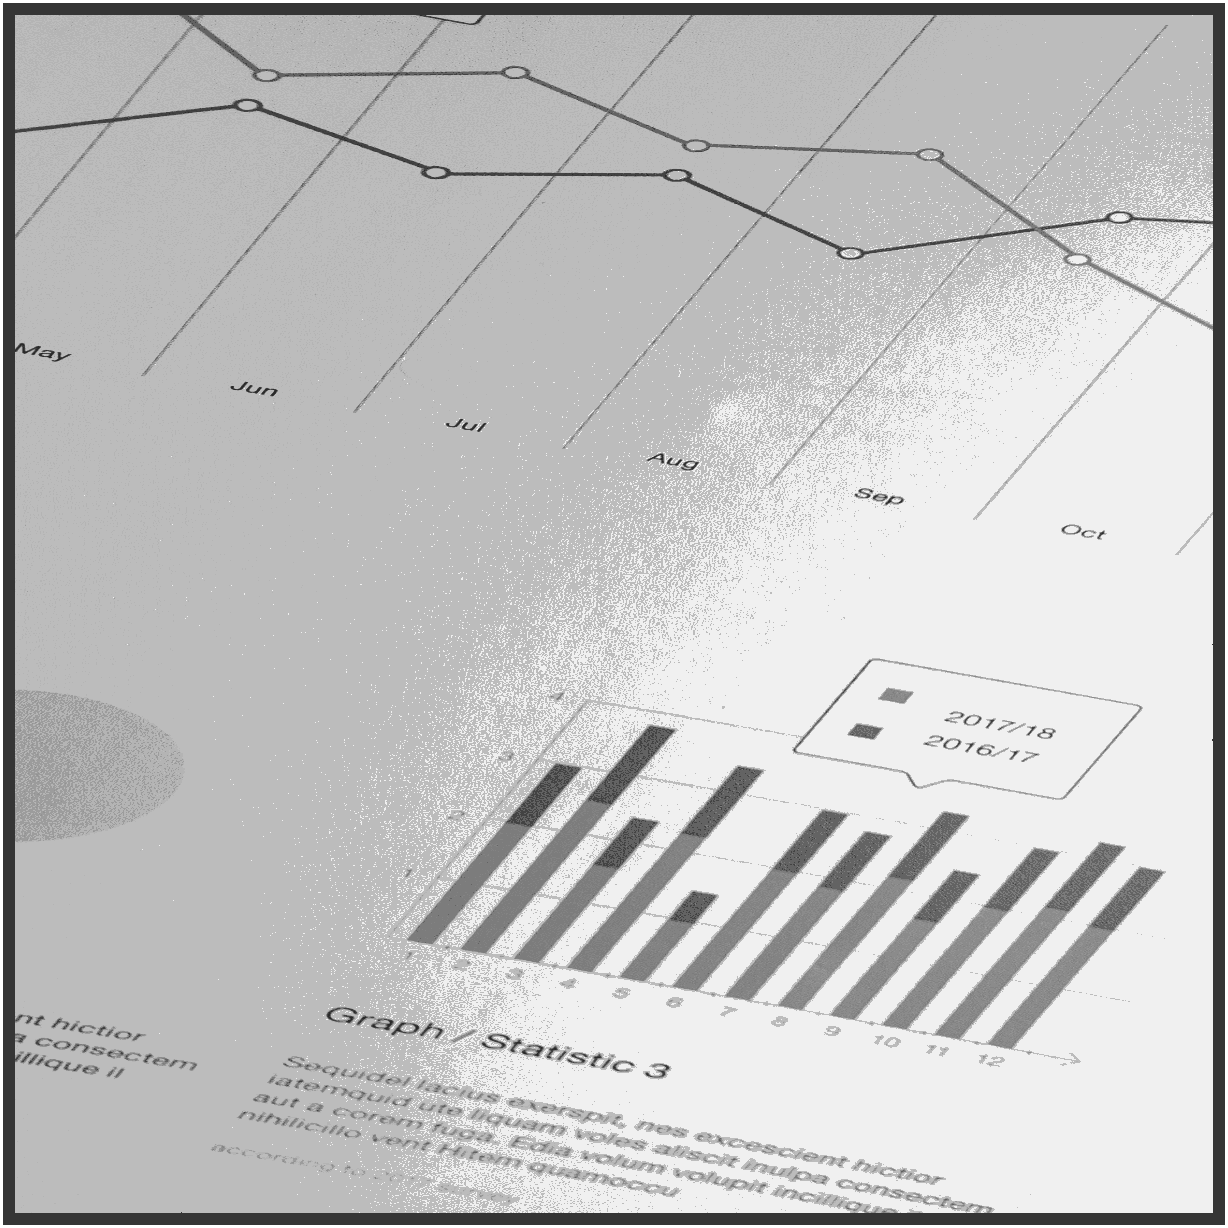 May
Jun
Jul
Aug
Sep
Oct
2017/18
2016/17
4
3
2
1
1 2 3 4 5 6 7 8 9 10 11 12
nt hictior
a consectem
illique il
Graph / Statistic 3
Sequidel lacius exerspit, nes excescient hictior
iatemquid ute liquam voles aliscit inulpa consectem
aut a corem fuga. Edia volum volupit incillique
nihilicillo vent Hitem quamoccu
according to 2017 survey